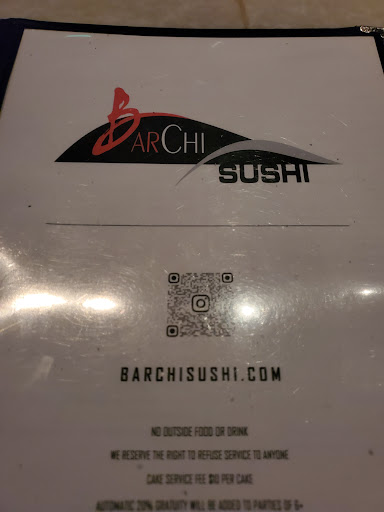 BARCHI
SUSHI
BARCHISUSHI.COM
NO OUTSIDE FOOD OR DRINK
WE RESERVE THE RIGHT TO REFUSE SERVICE TO ANYONE
CAKE SERVICE FEE $10 PER CAKE
AUTOMATIC 20% GRATUITY WILL BE ADDED TO PARTIES OF 6+